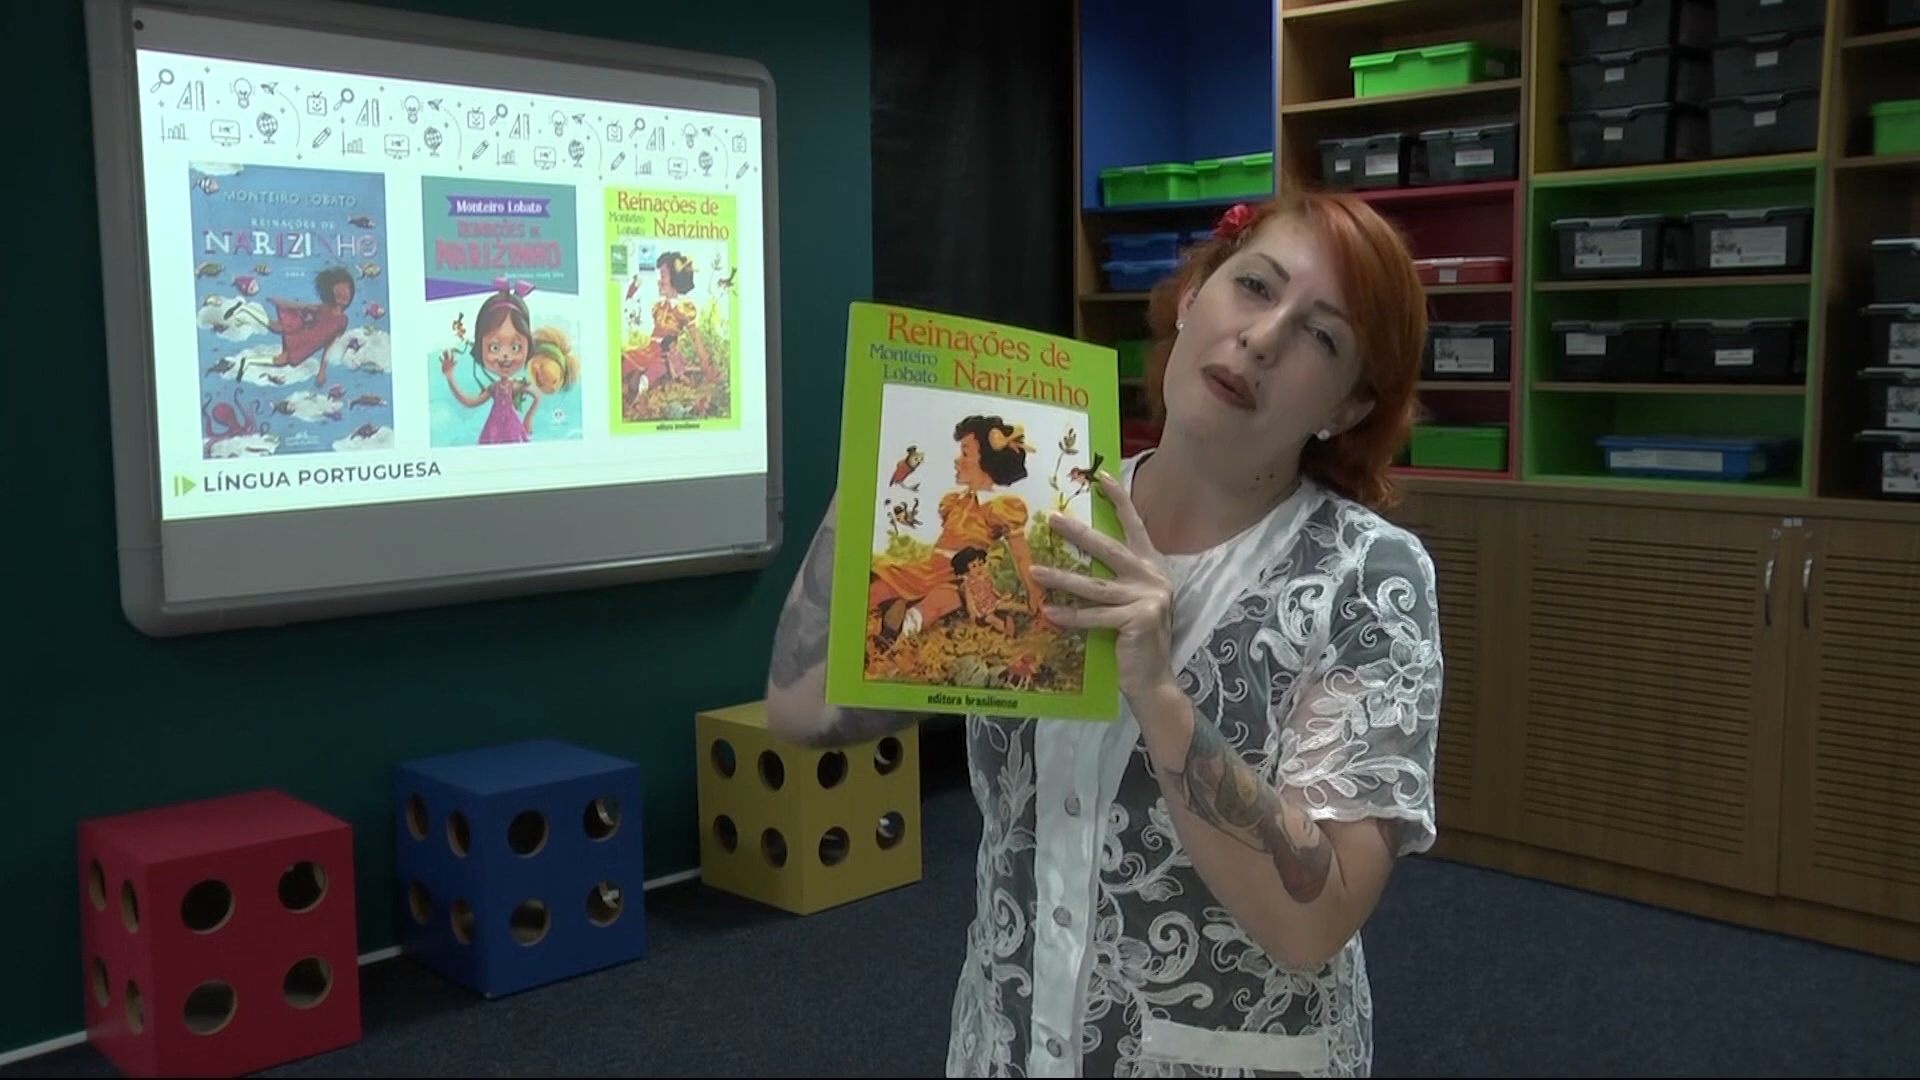 MONTEIRO LOBATO
REINAÇÕES DE
NARIZINHO
Monteiro Lobato
REINAÇÕES DE
NARIZINHO
Reinações de
Monteiro
Lobato
Narizinho
editora brasiliense
LÍNGUA PORTUGUESA
Reinações de
Monteiro
Lobato
Narizinho
editora brasiliense